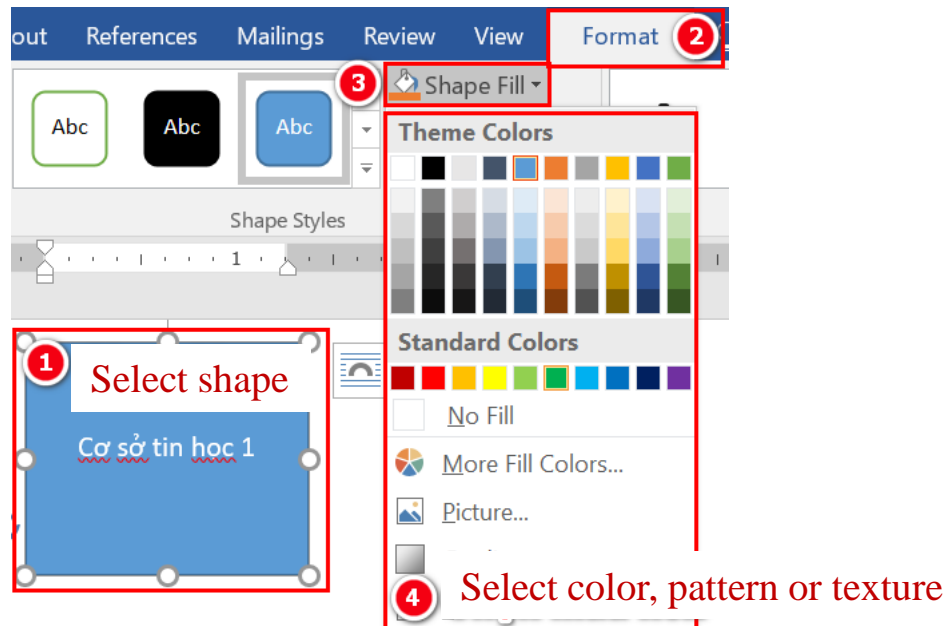 out References Mailings Review View Format 2
3 Shape Fill
Abc Abc Abc
Theme Colors
Shape Styles
1
Standard Colors
1 Select shape
No Fill
Cơ sở tin học 1
More Fill Colors...
Picture...
4 Select color, pattern or texture